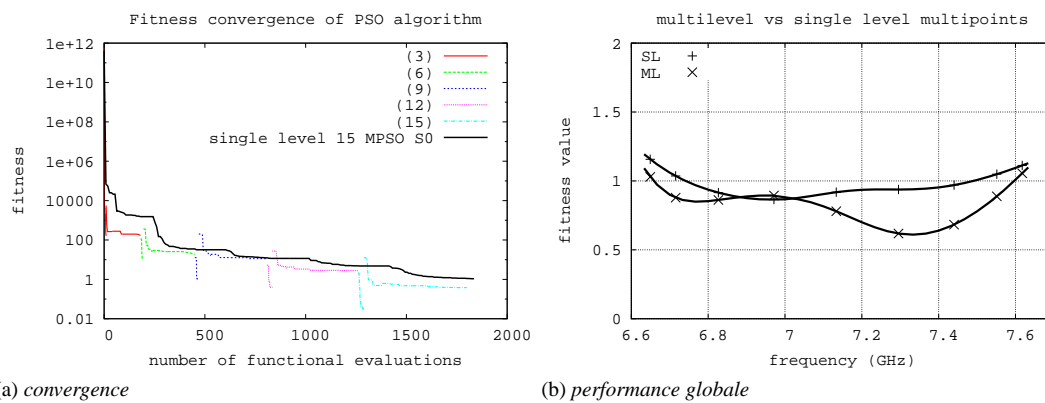 Fitness convergence of PSO algorithm
1e+12
1e+10
1e+08
1e+06
10000
100
1
0.01
fitness
(3)
(6)
(9)
(12)
(15)
single level 15 MPSO S0
0
500
1000
1500
2000
number of functional evaluations
(a) convergence
multilevel vs single level multipoints
2
1.5
1
0.5
0
fitness value
SL
ML
6.6
6.8
7
7.2
7.4
7.6
frequency (GHz)
(b) performance globale